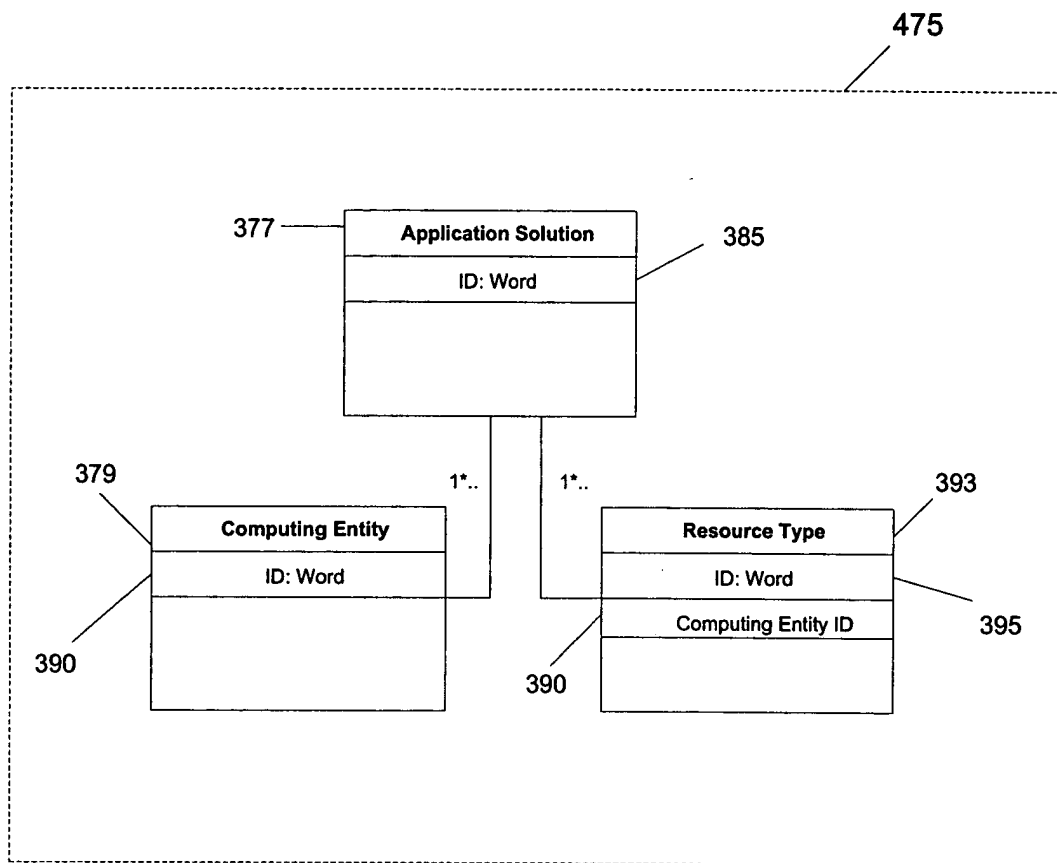 475
377
Application Solution
385
ID: Word
1*..
1*..
379
Computing Entity
ID: Word
390
393
Resource Type
ID: Word
395
Computing Entity ID
390